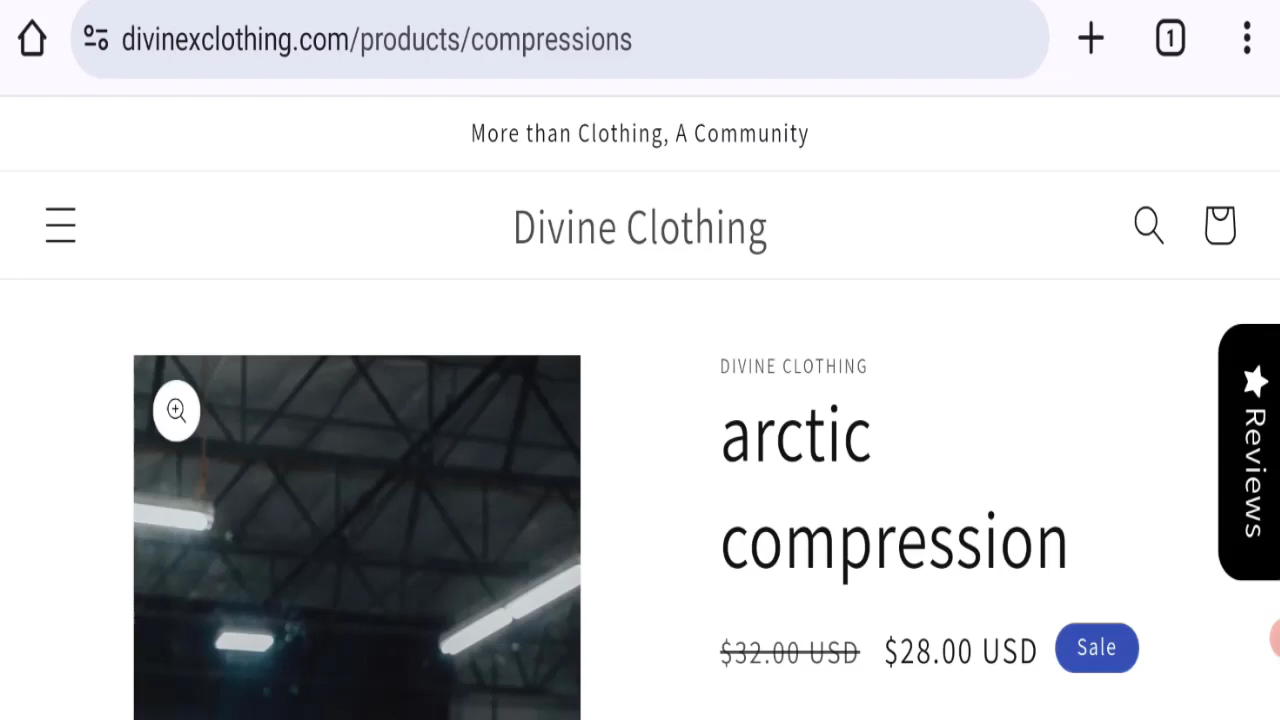 divinexclothing.com/products/compressions
1
More than Clothing, A Community
Divine Clothing
DIVINE CLOTHING
arctic
compression
$32.00 USD $28.00 USD Sale
Reviews